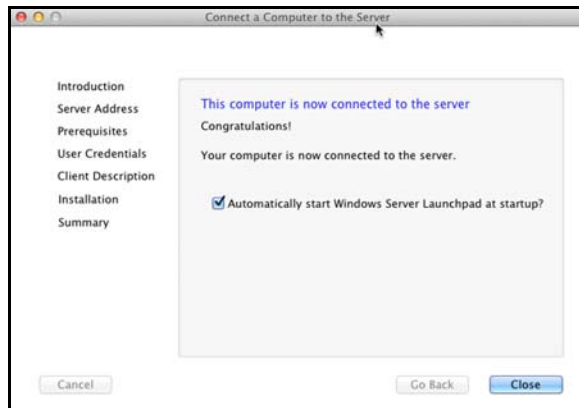 Connect a Computer to the Server
Introduction
Server Address
Prerequisites
User Credentials
Client Description
Installation
Summary
This computer is now connected to the server
Congratulations!
Your computer is now connected to the server.
Automatically start Windows Server Launchpad at startup?
Cancel
Go Back
Close